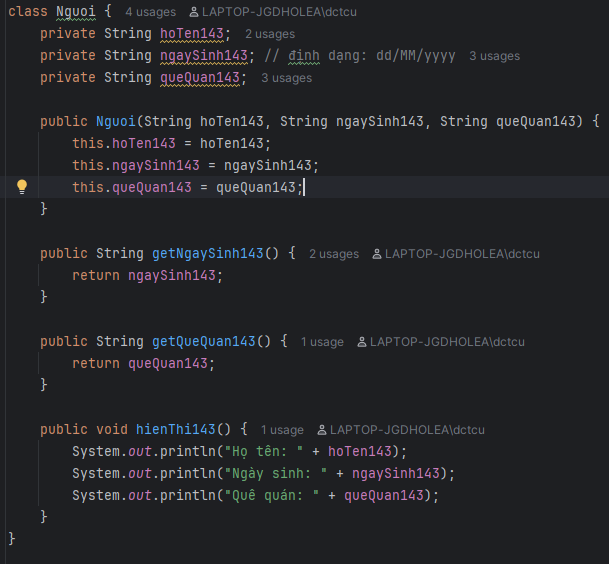 class Nguoi { 4 usages LAPTOP-JGDHOLEA\dctcu
private String hoTen143; 2 usages
private String ngaySinh143; // định dạng: dd/MM/yyyy 3 usages
private String queQuan143; 3 usages
public Nguoi(String hoTen143, String ngaySinh143, String queQuan143) {
this.hoTen143 = hoTen143;
this.ngaySinh143 = ngaySinh143;
this.queQuan143 = queQuan143;
}
public String getNgaySinh143() { 2 usages LAPTOP-JGDHOLEA\dctcu
return ngaySinh143;
}
public String getQueQuan143() { 1 usage LAPTOP-JGDHOLEA\dctcu
return queQuan143;
}
public void hienThi143() { 1 usage LAPTOP-JGDHOLEA\dctcu
System.out.println("Họ tên: " + hoTen143);
System.out.println("Ngày sinh: " + ngaySinh143);
System.out.println("Quê quán: " + queQuan143);
}
}